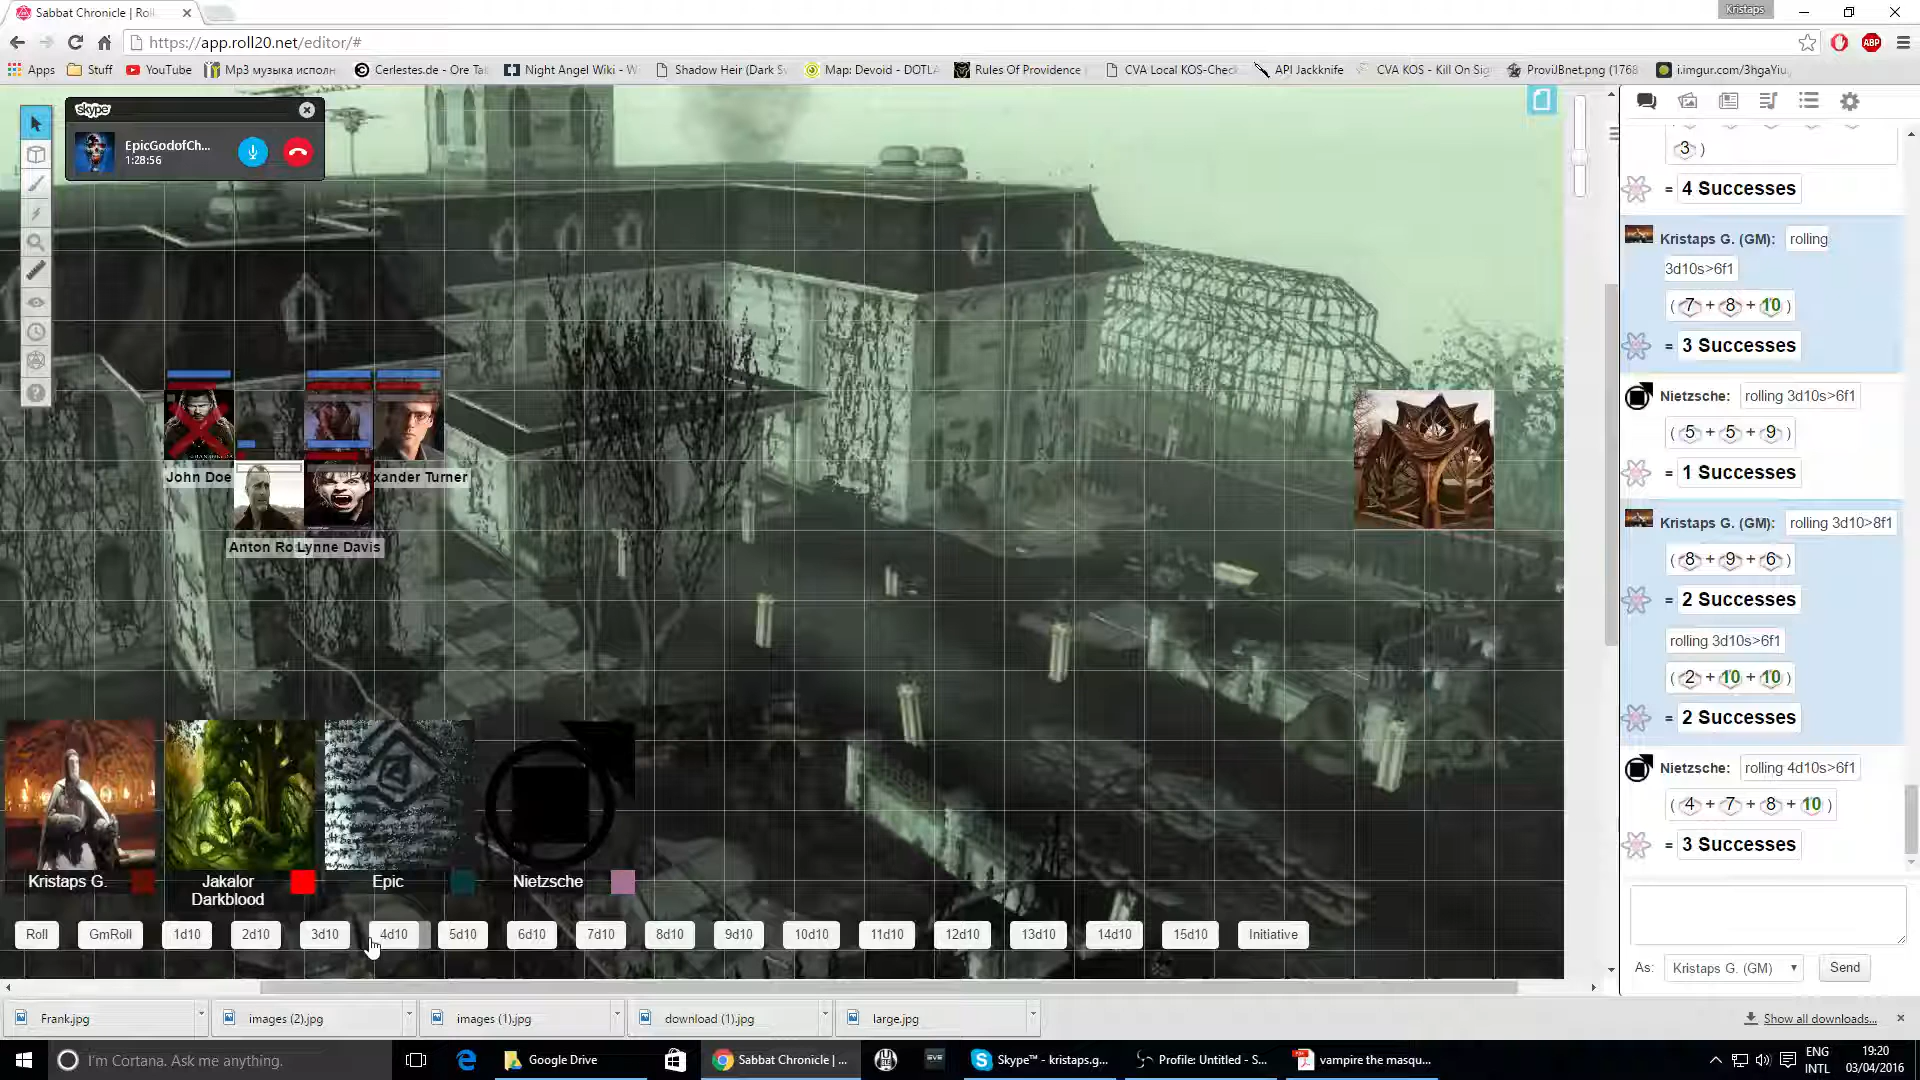 Sabbat Chronicle | Roll
Kristaps
https://app.roll20.net/editor/#
Apps
Stuff
YouTube
Mp3 музыка исполн
Cerlestes.de - Ore Ta
Night Angel Wiki - W
Shadow Heir (Dark S
Map: Devoid - DOTLA
Rules Of Providence
CVA Local KOS-Check
API Jackknife
CVA KOS - Kill On Sig
ProviJBnet.png (1768
i.imgur.com/3hgaYiu
skype
EpicGodofCh...
1:28:56
John Doe
xander Turner
Anton Ro
Lynne Davis
Kristaps G.
Jakalor
Darkblood
Epic
Nietzsche
Roll
GmRoll
1d10
2d10
3d10
4d10
5d10
6d10
7d10
8d10
9d10
10d10
11d10
12d10
13d10
14d10
15d10
Initiative
3 )
= 4 Successes
Kristaps G. (GM): rolling
3d10s>6f1
( 7 + 8 + 10 )
= 3 Successes
Nietzsche: rolling 3d10s>6f1
( 5 + 5 + 9 )
= 1 Successes
Kristaps G. (GM): rolling 3d10>8f1
( 8 + 9 + 6 )
= 2 Successes
rolling 3d10s>6f1
( 2 + 10 + 10 )
= 2 Successes
Nietzsche: rolling 4d10s>6f1
( 4 + 7 + 8 + 10 )
= 3 Successes
As: Kristaps G. (GM)
Send
Frank.jpg
images (2).jpg
images (1).jpg
download (1).jpg
large.jpg
Show all downloads...
I'm Cortana. Ask me anything.
Google Drive
Sabbat Chronicle | ...
EVE
Skype™ - kristaps.g...
Profile: Untitled - S...
vampire the masqu...
ENG
INTL
19:20
03/04/2016